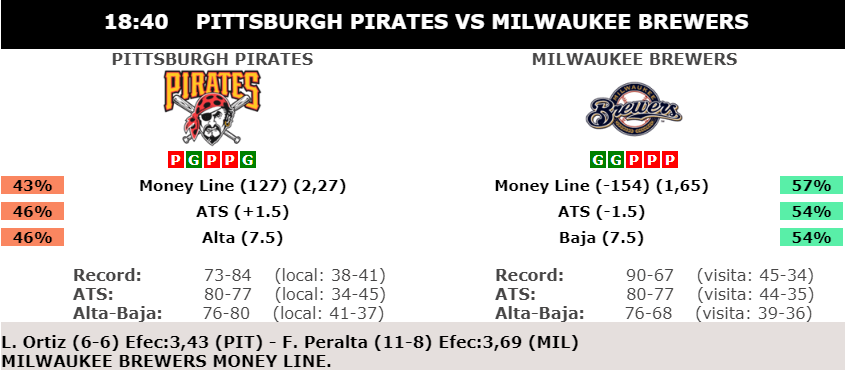 18:40 PITTSBURGH PIRATES VS MILWAUKEE BREWERS
PITTSBURGH PIRATES MILWAUKEE BREWERS
PIRATES
MILWAUKEE
Brewers
P G P P G G G P P P
43% Money Line (127) (2,27) Money Line (-154) (1,65) 57%
46% ATS (+1.5) ATS (-1.5) 54%
46% Alta (7.5) Baja (7.5) 54%
Record: 73-84 (local: 38-41) Record: 90-67 (visita: 45-34)
ATS: 80-77 (local: 34-45) ATS: 80-77 (visita: 44-35)
Alta-Baja: 76-80 (local: 41-37) Alta-Baja: 76-68 (visita: 39-36)
L. Ortiz (6-6) Efec:3,43 (PIT) - F. Peralta (11-8) Efec:3,69 (MIL)
MILWAUKEE BREWERS MONEY LINE.